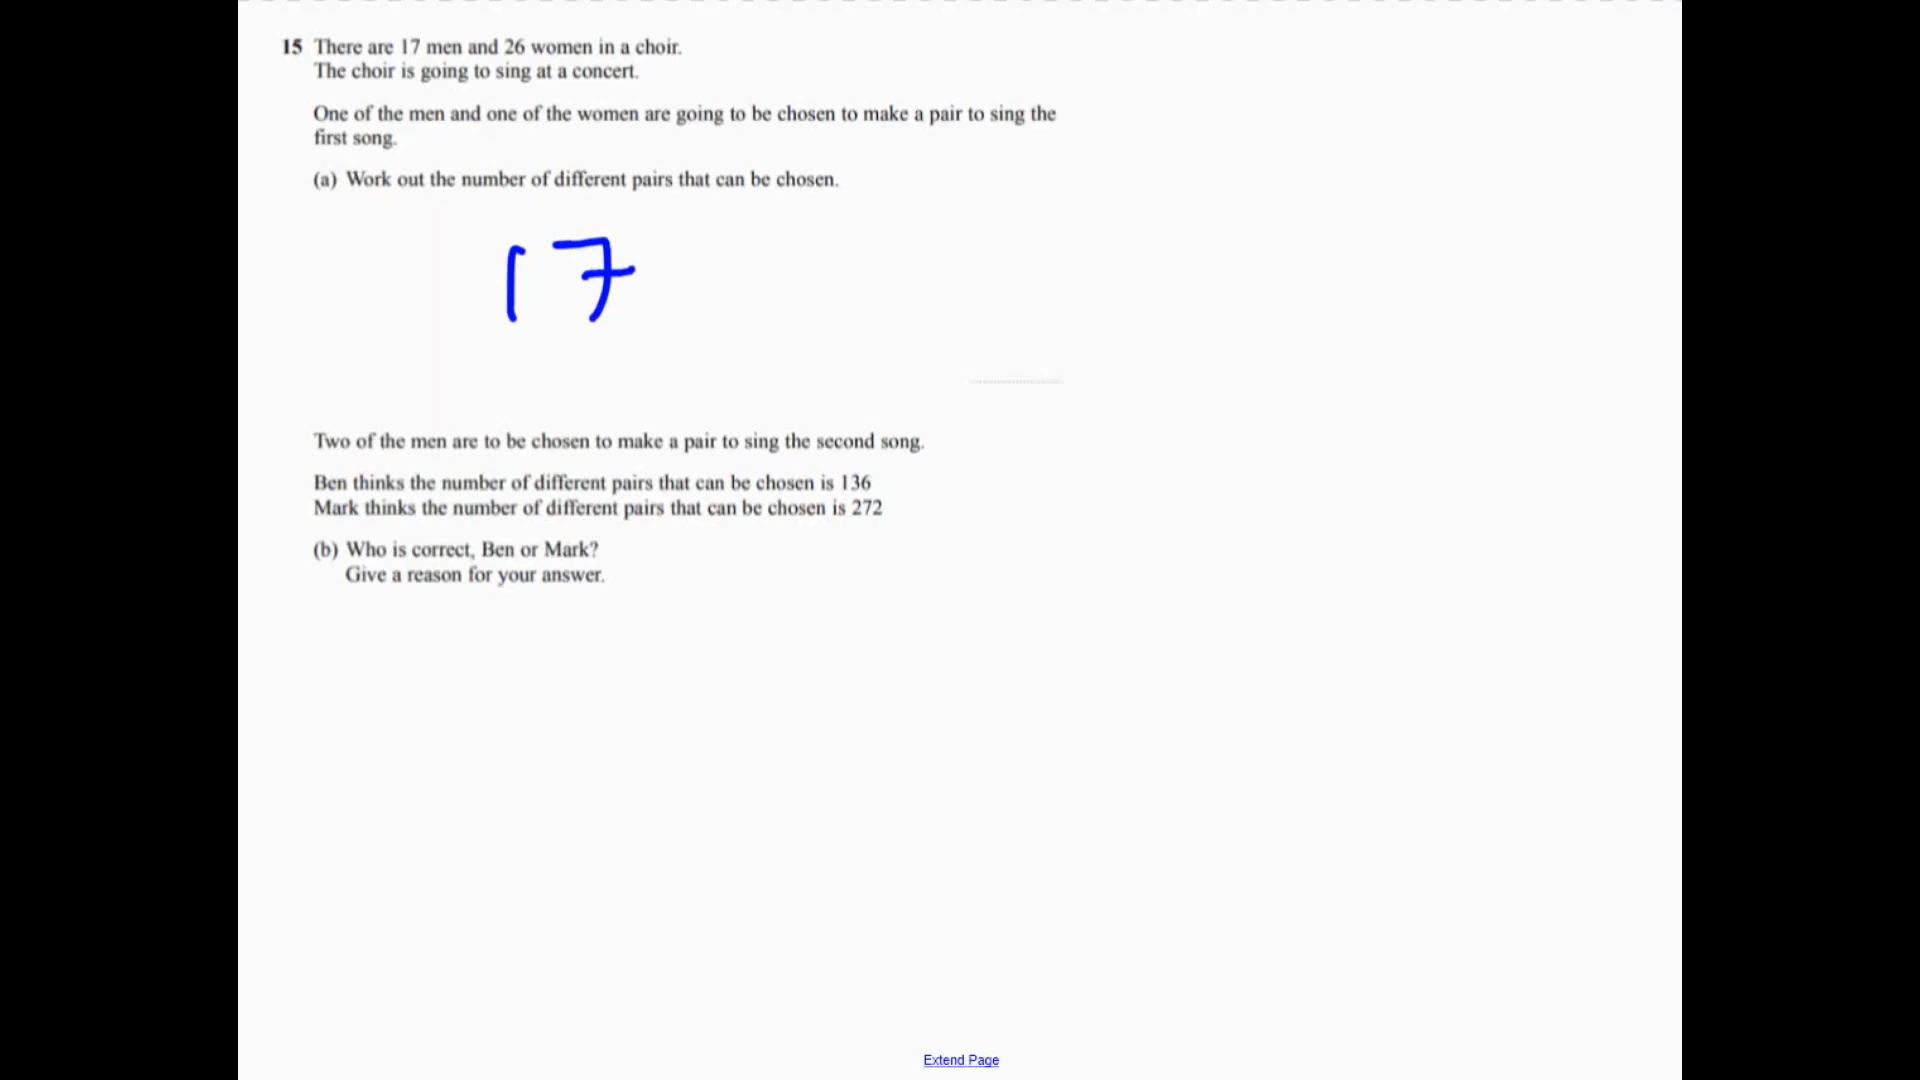 15 There are 17 men and 26 women in a choir.
The choir is going to sing at a concert.
One of the men and one of the women are going to be chosen to make a pair to sing the
first song.
(a) Work out the number of different pairs that can be chosen.
17
Two of the men are to be chosen to make a pair to sing the second song.
Ben thinks the number of different pairs that can be chosen is 136
Mark thinks the number of different pairs that can be chosen is 272
(b) Who is correct, Ben or Mark?
Give a reason for your answer.
Extend Page